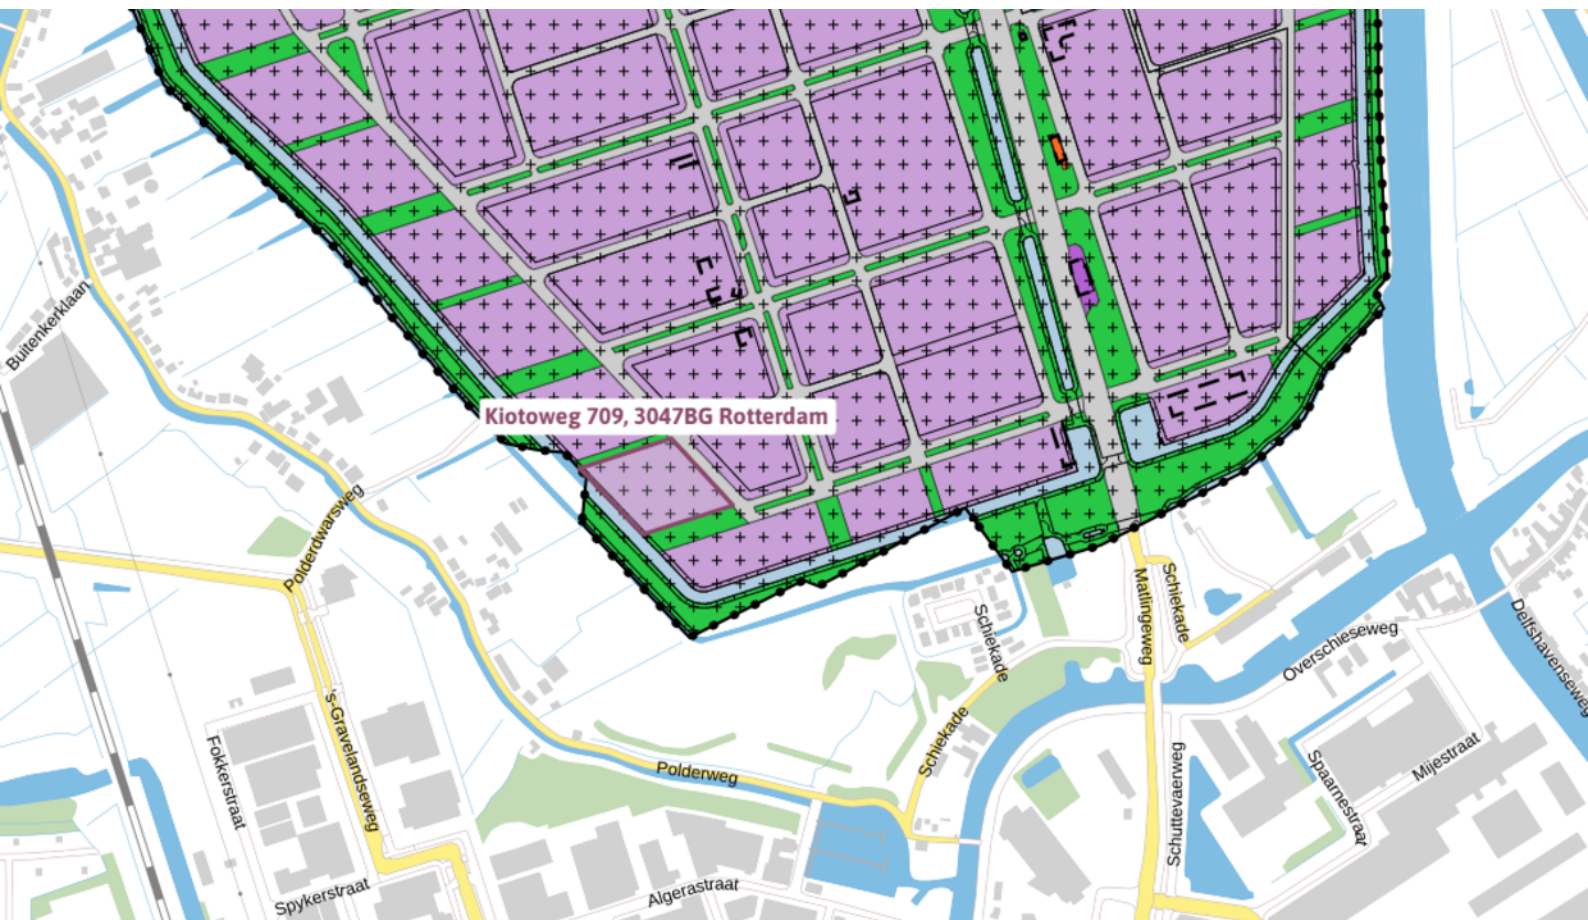 Buitenkerklaan
Kiotoweg 709, 3047BG Rotterdam
Polderdwarsweg
Matlingeweg
Schiekade
Schiekade
Overschieseweg
Delfshavenseweg
's-Gravelandseweg
Fokkerstraat
Schiekade
Polderweg
Schuttevaerweg
Spaarnestraat
Mijestraat
Spykerstraat
Algerastraat